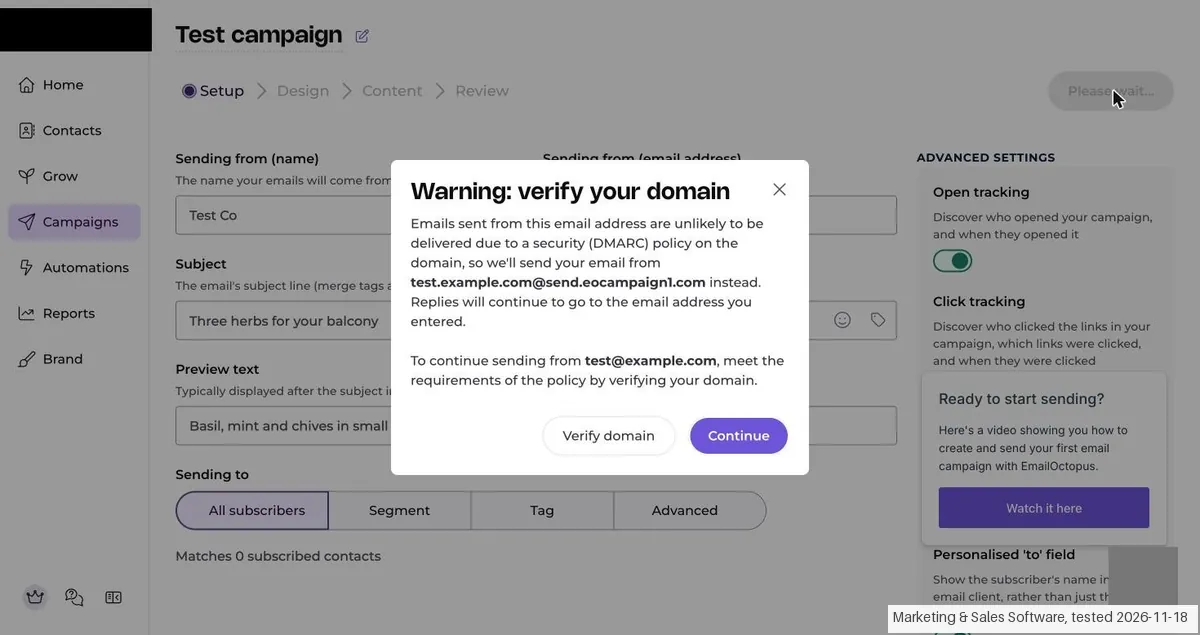 Test campaign
Setup
Design
Content
Review
Please wait...
Home
Contacts
Grow
Campaigns
Automations
Reports
Brand
Sending from (name)
The name your emails will come from
Test Co
Sending from (email address)
Subject
The email's subject line (merge tags
Three herbs for your balcony
Preview text
Typically displayed after the subject
Basil, mint and chives in small
Sending to
All subscribers
Segment
Tag
Advanced
Matches 0 subscribed contacts
Warning: verify your domain
Emails sent from this email address are unlikely to be
delivered due to a security (DMARC) policy on the
domain, so we'll send your email from
test.example.com@send.eocampaign1.com instead.
Replies will continue to go to the email address you
entered.
To continue sending from test@example.com, meet the
requirements of the policy by verifying your domain.
Verify domain
Continue
ADVANCED SETTINGS
Open tracking
Discover who opened your campaign,
and when they opened it
Click tracking
Discover who clicked the links in your
campaign, which links were clicked,
and when they were clicked
Ready to start sending?
Here's a video showing you how to
create and send your first email
campaign with EmailOctopus.
Watch it here
Personalised 'to' field
Show the subscriber's name in
email client, rather than just
Marketing & Sales Software, tested 2026-11-18